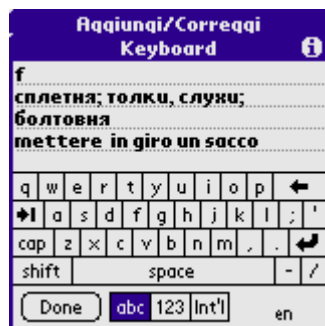 Aggiungi/Correggi
Keyboard
f
сплетня; толки, слухи;
болтовня
mettere in giro un sacco
q w e r t y u i o p
a s d f g h j k l ; '
cap z x c v b n m , .
shift space - /
Done abc 123 Int'l en